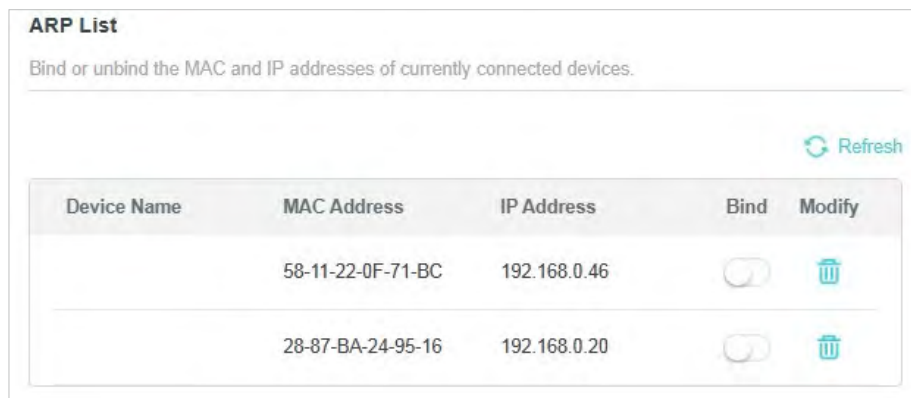 ARP List
Bind or unbind the MAC and IP addresses of currently connected devices.
Refresh
Device Name MAC Address IP Address Bind Modify
58-11-22-0F-71-BC 192.168.0.46
28-87-BA-24-95-16 192.168.0.20